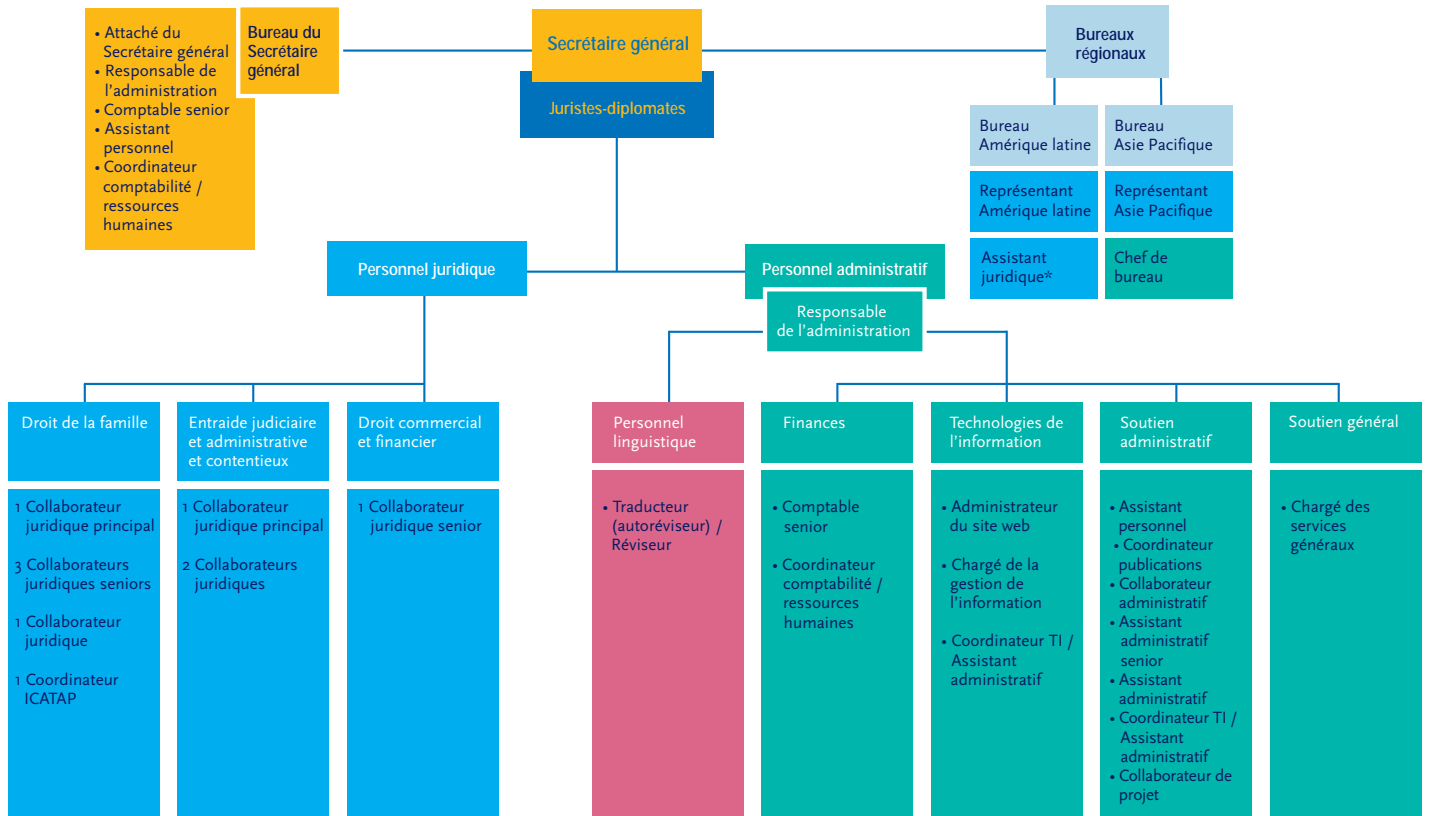 • Attaché du
Secrétaire général
• Responsable de
l'administration
• Comptable senior
• Assistant
personnel
• Coordinateur
comptabilité /
ressources
humaines
Bureau du
Secrétaire
général
Secrétaire général
Juristes-diplomates
Bureaux
régionaux
Bureau
Amérique latine
Bureau
Asie Pacifique
Représentant
Amérique latine
Représentant
Asie Pacifique
Assistant
juridique*
Chef de
bureau
Personnel juridique
Personnel administratif
Responsable
de l'administration
Droit de la famille
Entraide judiciaire
et administrative
et contentieux
Droit commercial
et financier
Personnel
linguistique
Finances
Technologies de
l'information
Soutien
administratif
Soutien général
1 Collaborateur
juridique principal
3 Collaborateurs
juridiques seniors
1 Collaborateur
juridique
1 Coordinateur
ICATAP
1 Collaborateur
juridique principal
2 Collaborateurs
juridiques
1 Collaborateur
juridique senior
• Traducteur
(autoréviseur) /
Réviseur
• Comptable
senior
• Coordinateur
comptabilité /
ressources
humaines
• Administrateur
du site web
• Chargé de la
gestion de
l'information
• Coordinateur TI /
Assistant
administratif
• Assistant
personnel
• Coordinateur
publications
• Collaborateur
administratif
• Assistant
administratif
senior
• Assistant
administratif
• Coordinateur TI /
Assistant
administratif
• Collaborateur de
projet
• Chargé des
services
généraux